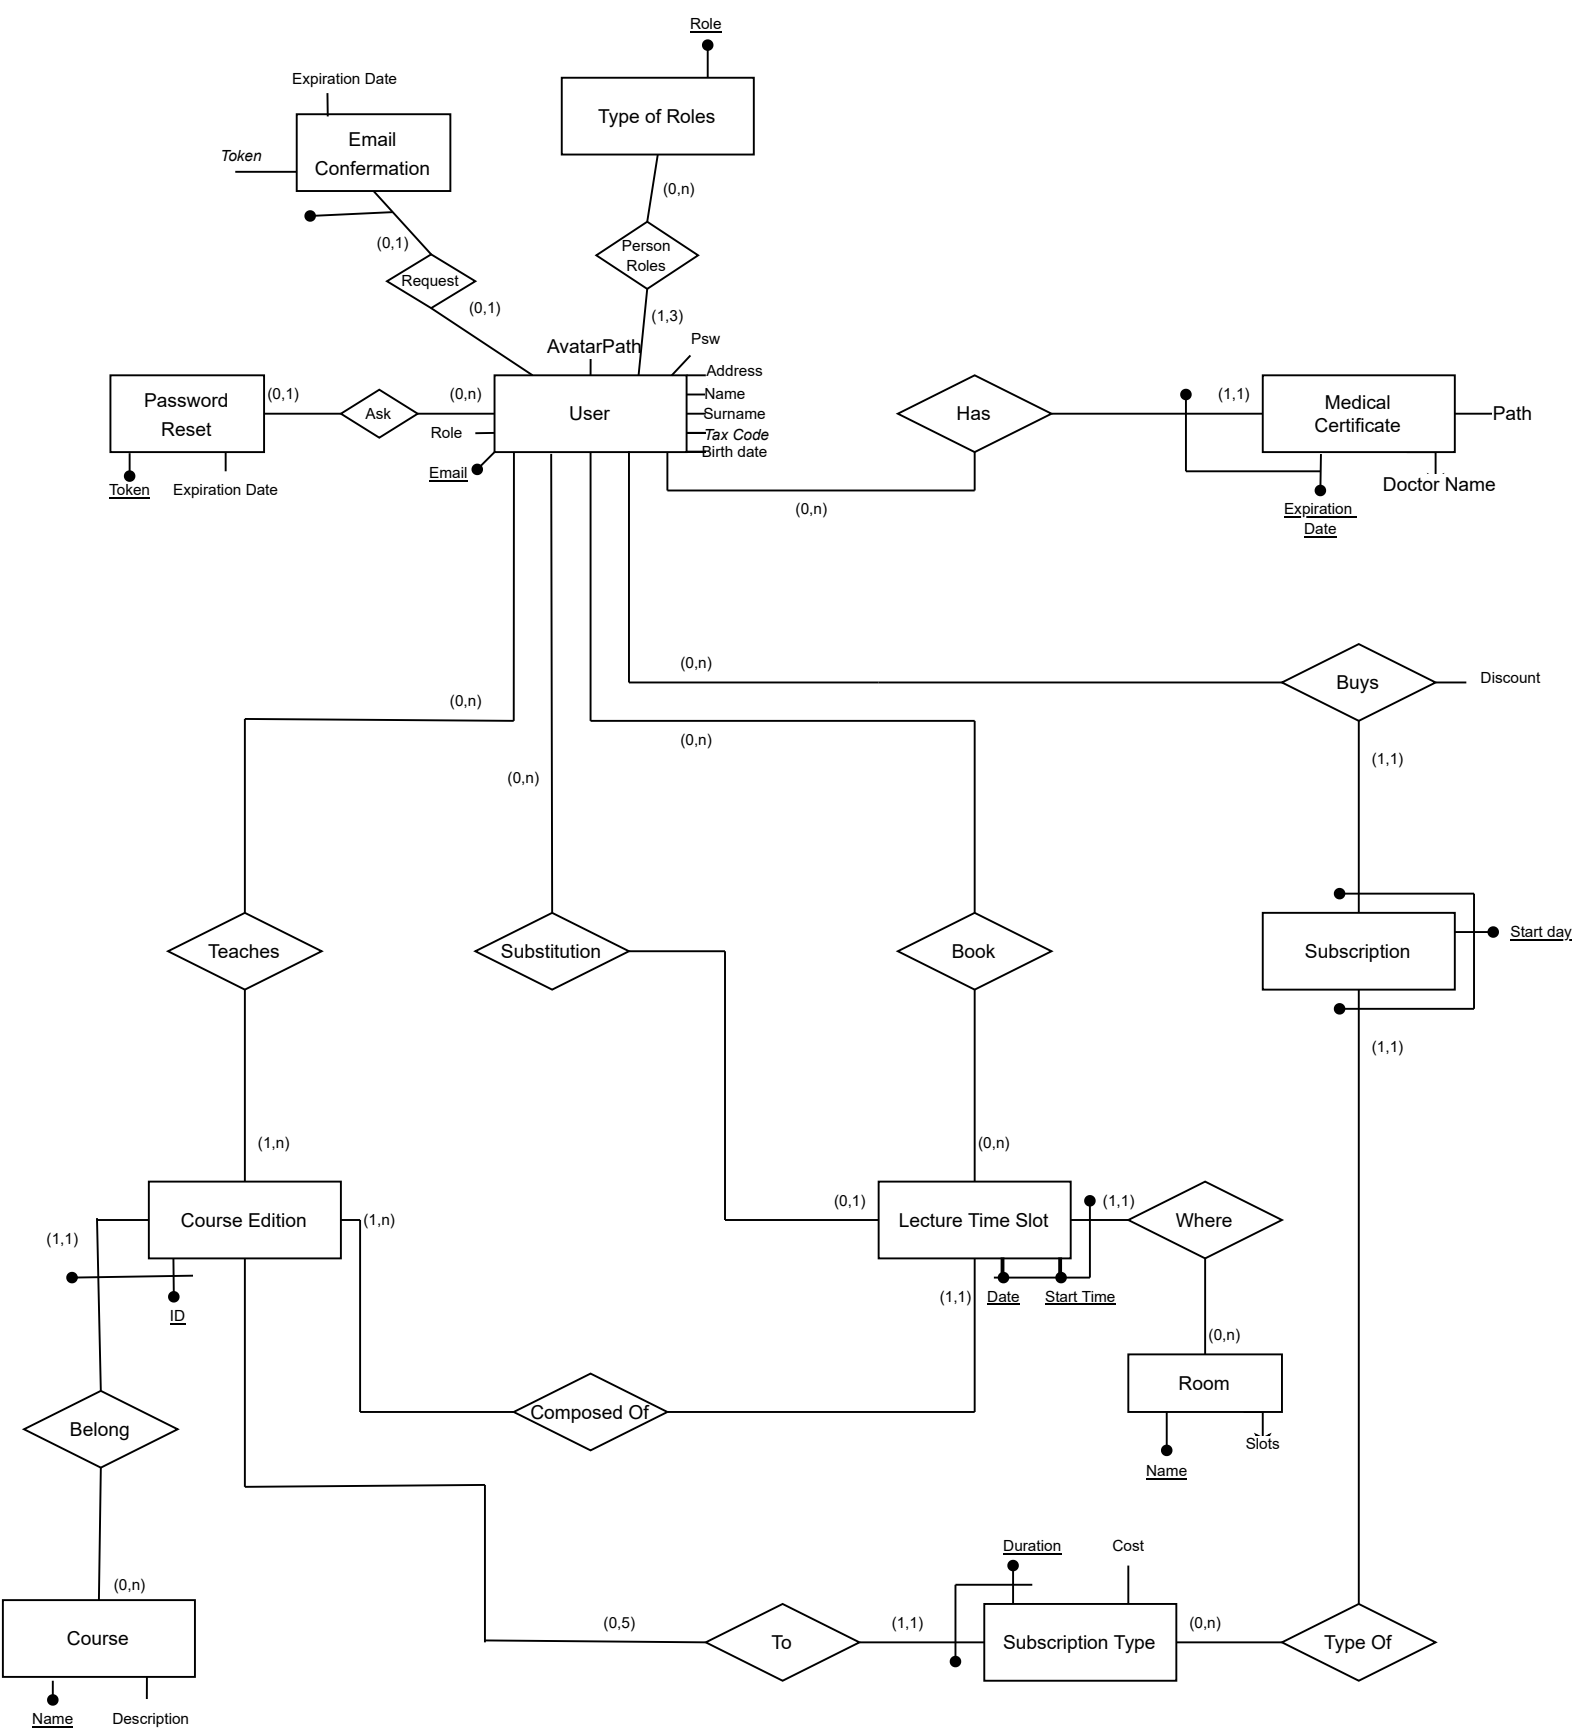 Role
Expiration Date
Type of Roles
Email
Confermation
Token
(0,n)
(0,1)
Person
Roles
Request
(0,1)
(1,3)
AvatarPath
Psw
Address
Password
Reset
(0,1)
Ask
(0,n)
User
Name
Surname
Tax Code
Birth date
Role
Email
Has
(1,1)
Medical
Certificate
Path
Token
Expiration Date
Doctor Name
(0,n)
Expiration
Date
(0,n)
Buys
Discount
(0,n)
(0,n)
(1,1)
(0,n)
Teaches
Substitution
Book
Subscription
Start day
(1,1)
(1,n)
(0,n)
(0,1)
(1,1)
Course Edition
(1,n)
Lecture Time Slot
Where
(1,1)
(1,1)
Date
Start Time
ID
(0,n)
Room
Composed Of
Belong
Slots
Name
Duration
Cost
(0,n)
(0,5)
(1,1)
(0,n)
Course
To
Subscription Type
Type Of
Name
Description